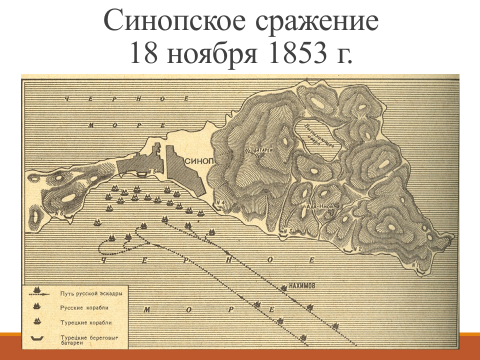 Синопское сражение
18 ноября 1853 г.
ЧЕРНОЕ
МОРЕ
СИНОП
ЧЕРНОЕ
НАХИМОВ
МОРЕ
Путь русской эскадры
Русские корабли
Турецкие корабли
Турецкие береговые
батареи